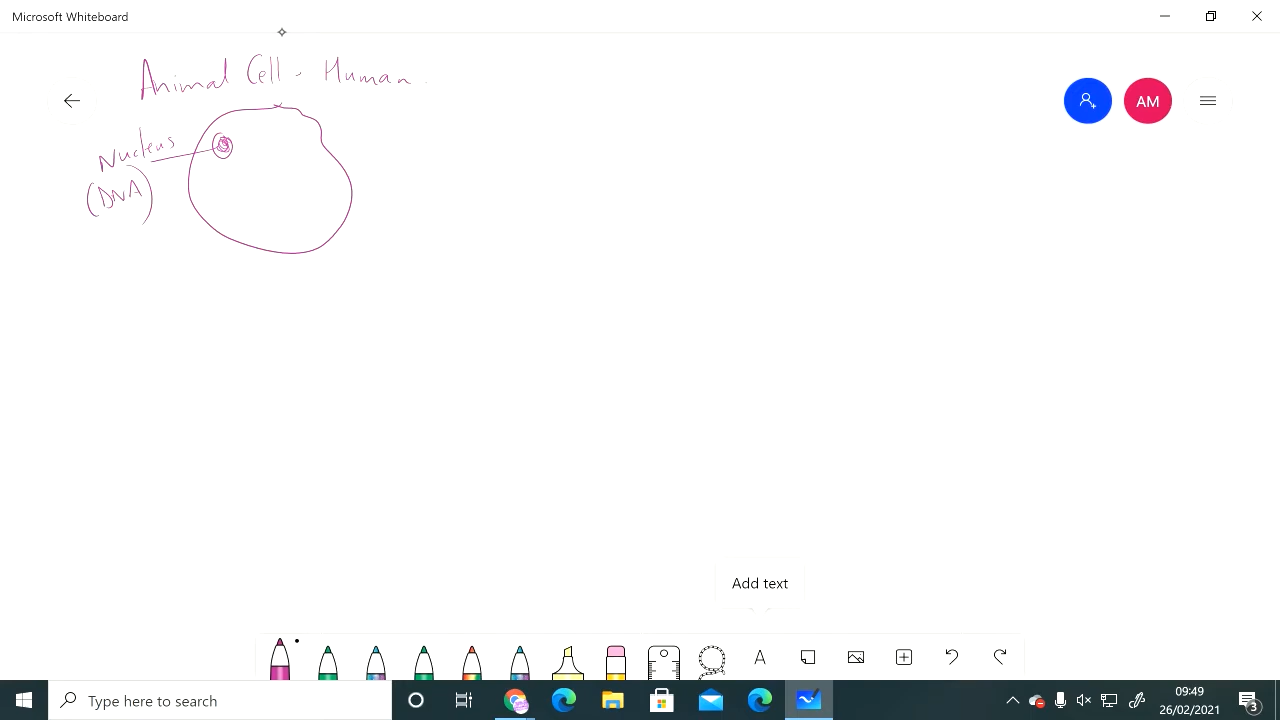 Microsoft Whiteboard
Animal Cell - Human
AM
Nucleus
(DNA)
Add text
A
Type here to search
09:49
26/02/2021
3